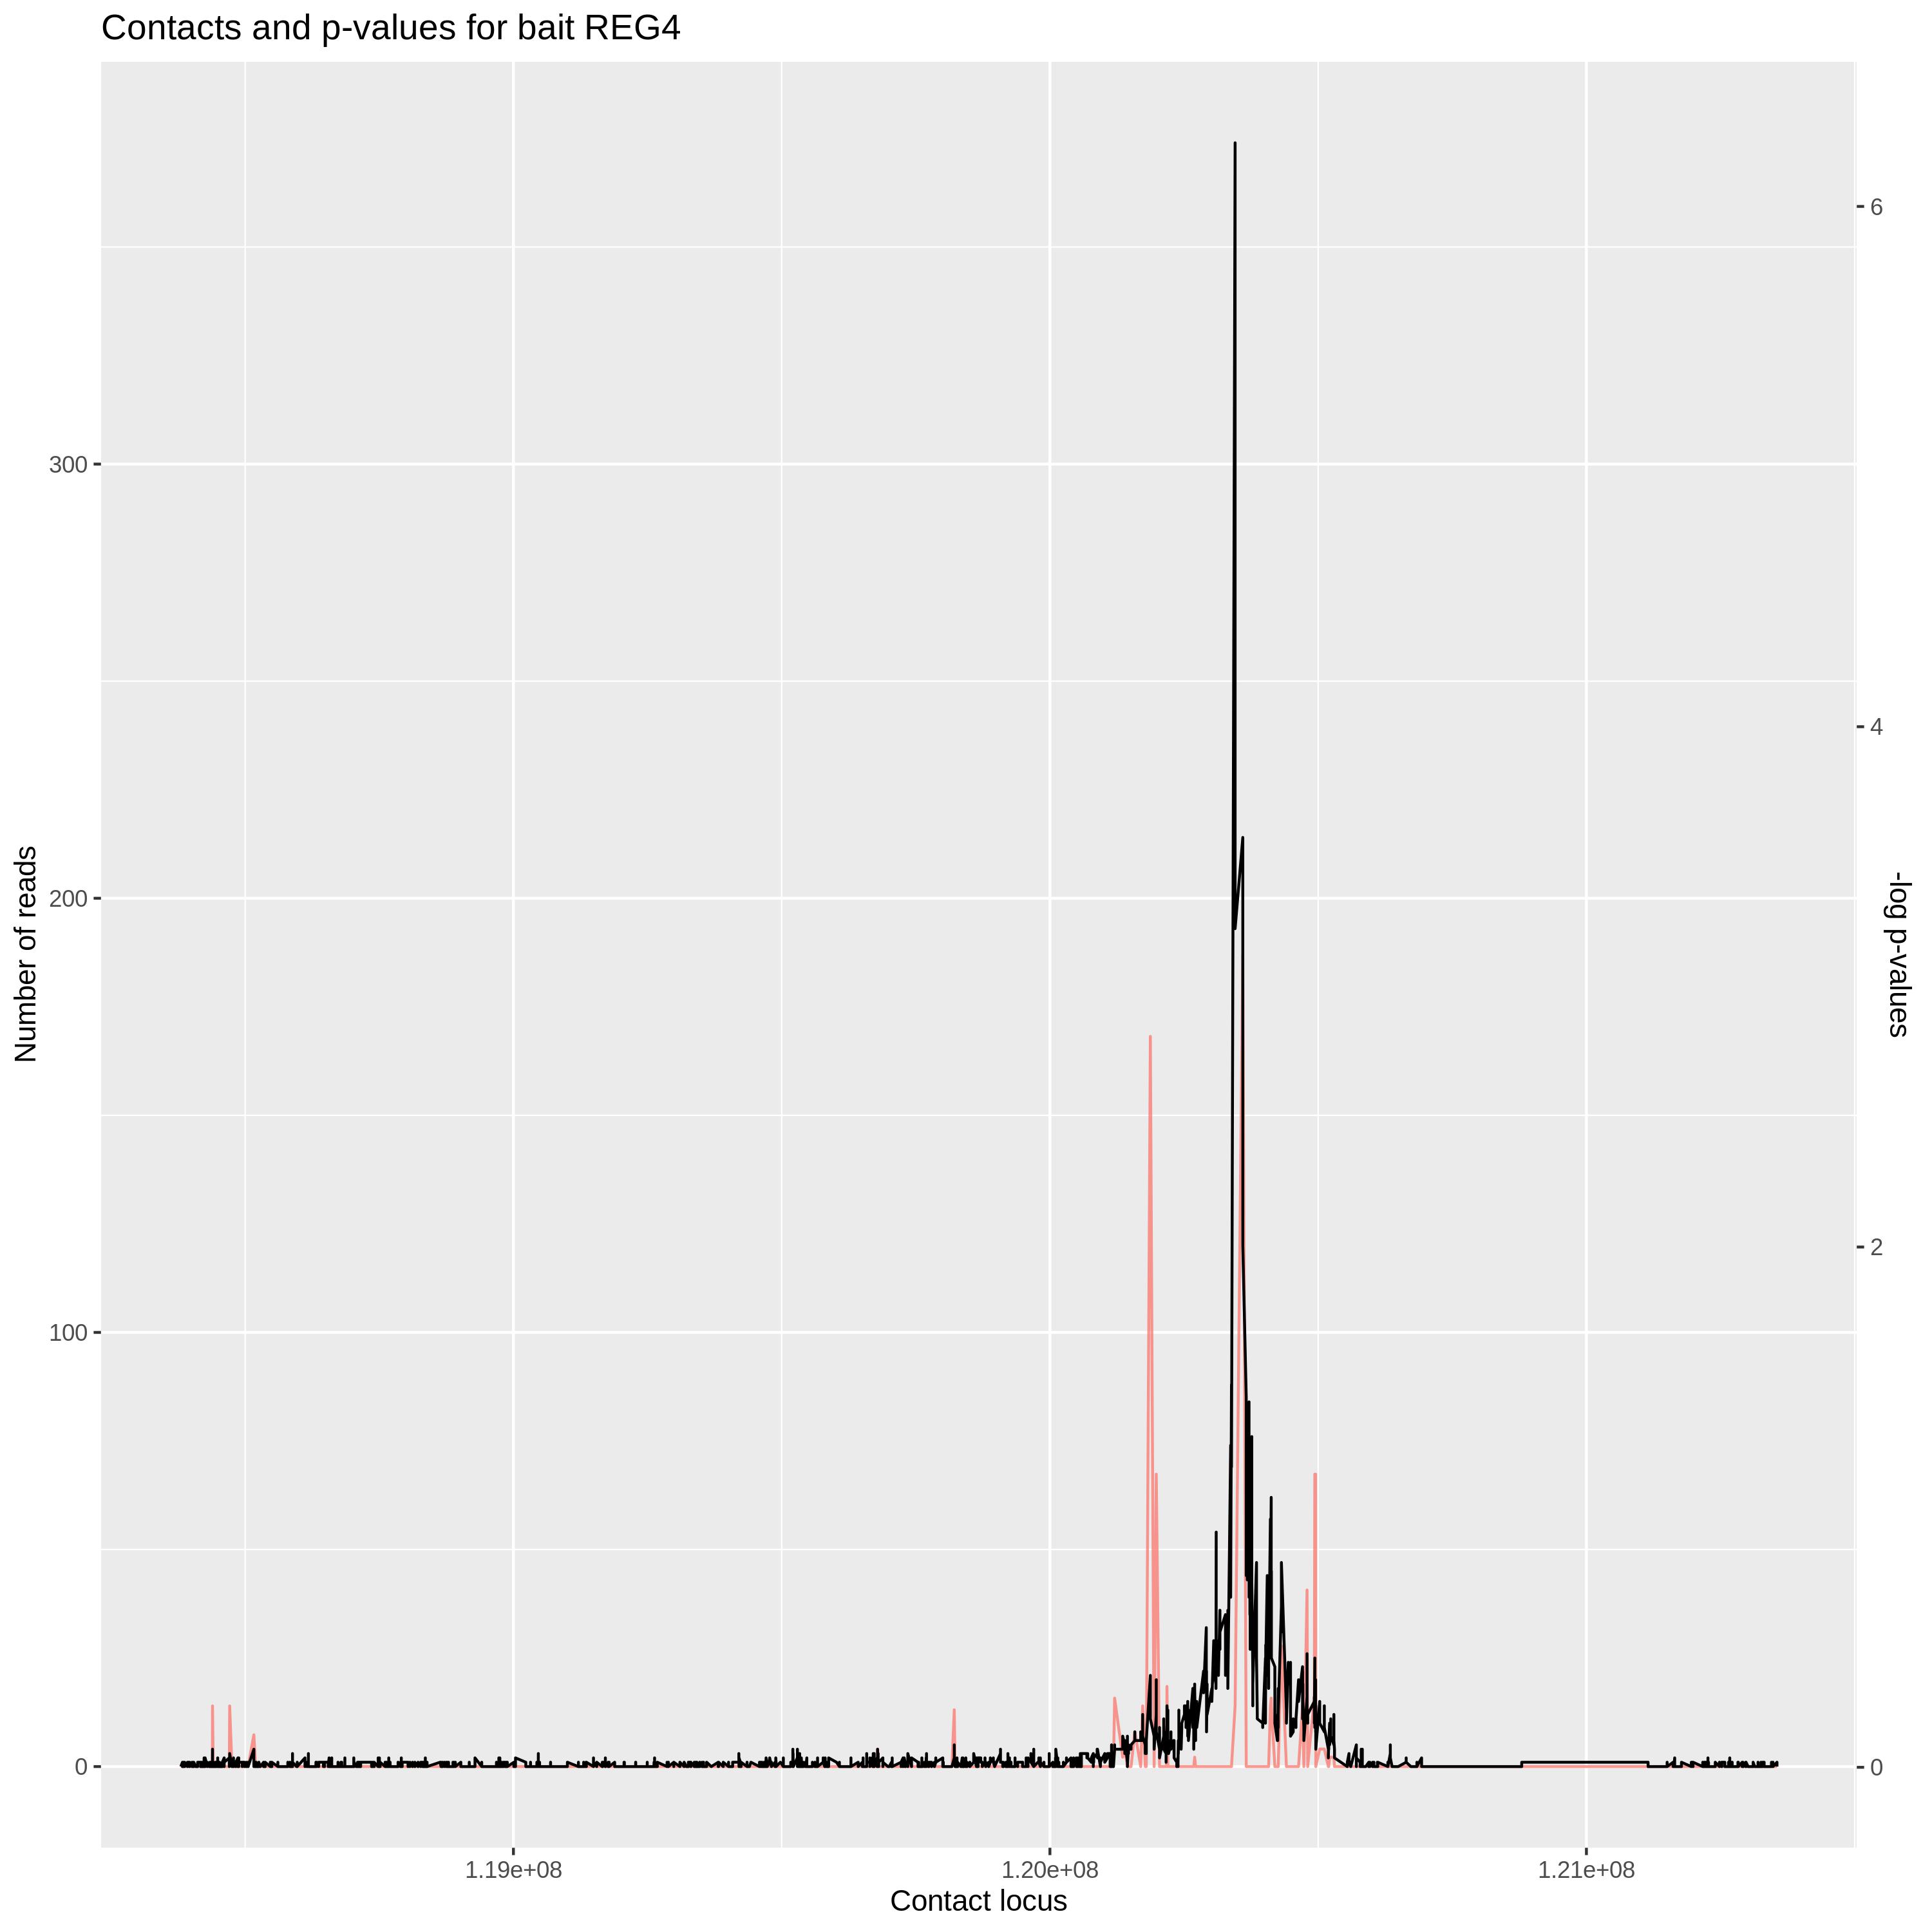 Contacts and p-values for bait REG4
300
200
100
0
6
4
2
0
Number of reads
-log p-values
1.19e+08
1.20e+08
1.21e+08
Contact locus